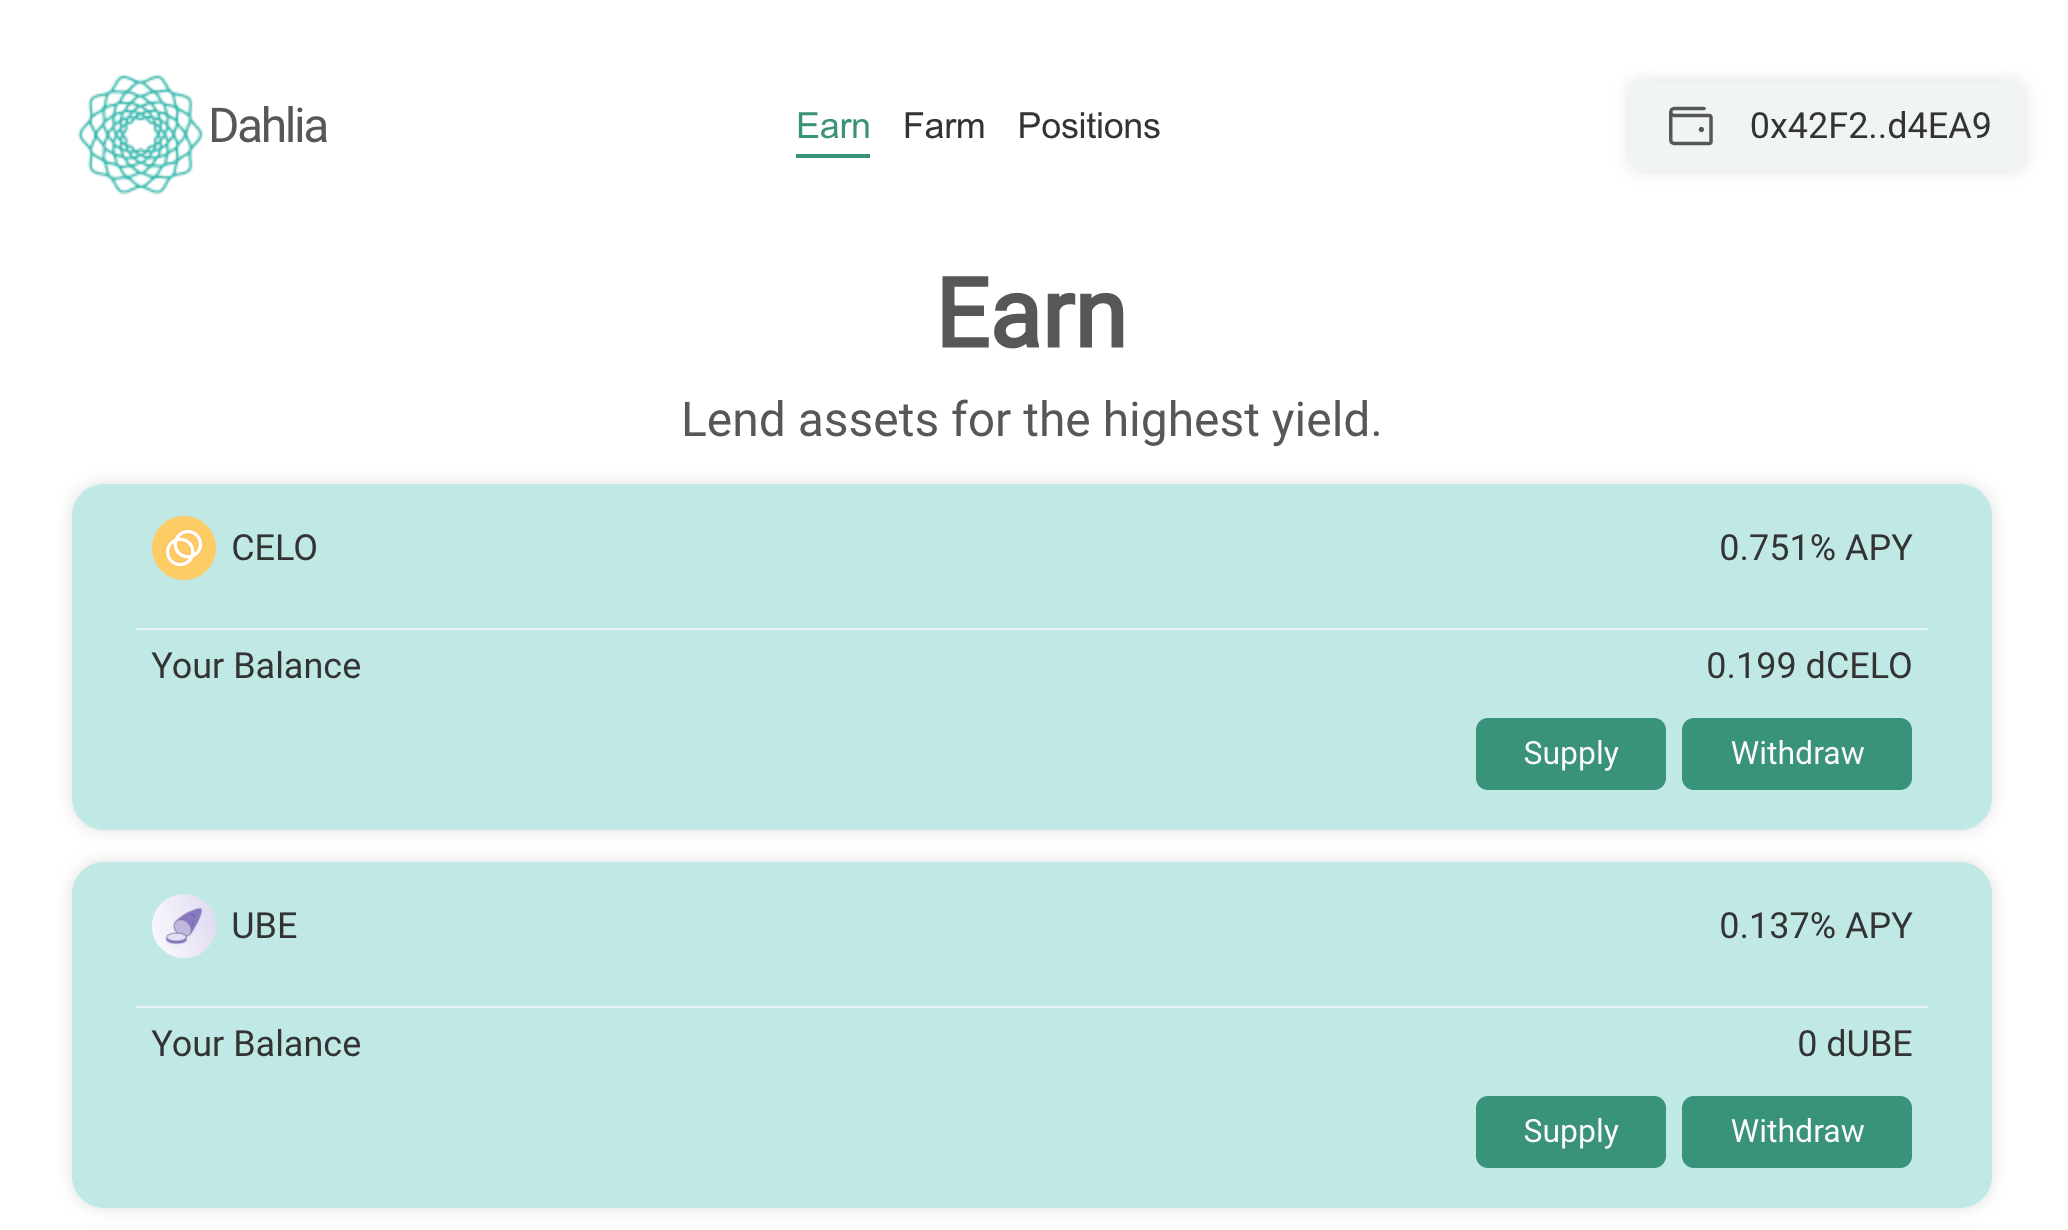 Dahlia
Earn Farm Positions
0x42F2..d4EA9
Earn
Lend assets for the highest yield.
CELO 0.751% APY
Your Balance 0.199 dCELO
Supply Withdraw
UBE 0.137% APY
Your Balance 0 dUBE
Supply Withdraw